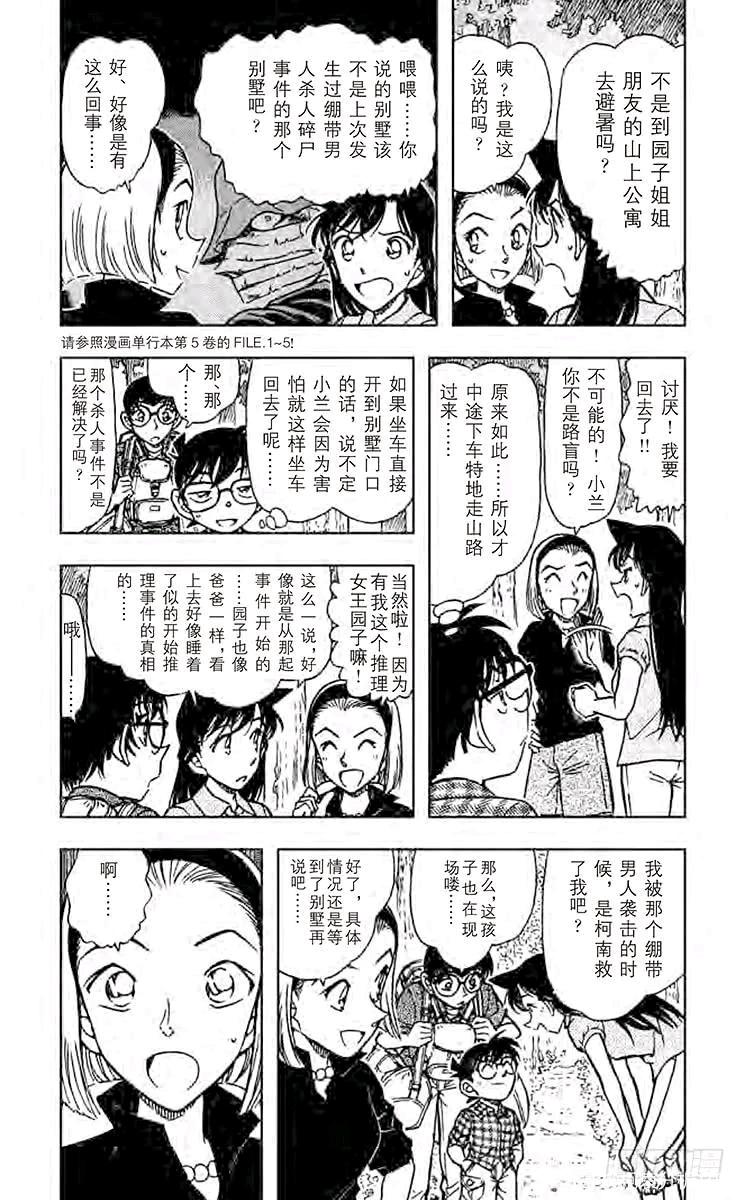 不是到园子姐姐
朋友的山上公寓
去避暑吗？
咦？我是这
么说的吗？
喂喂……你
说的别墅该
不是上次发
生过绷带男
人杀人碎尸
事件的那个
别墅吧？
好、好像是有
这么回事……
请参照漫画单行本第5卷的FILE.1~5!
讨厌！我要
回去了!!
不可能的！小兰
你不是路盲吗？
原来如此……所以才
中途下车特地走山路
过来……
如果坐车直接
开到别墅门口
的话，说不定
小兰会因为害
怕就这样坐车
回去了呢……
那、那
个……
那个杀人事件不是
已经解决了吗？
当然啦！因为
有我这个推理
女王园子嘛！
这么一说，好
像就是从那起
事件开始的
……园子也像
爸爸一样，看
上去好像睡着
了似的开始推
理事件的真相
的……
哦……
我被那个绷带
男人袭击的时
候，是柯南救
了我吧？
那么，这孩
子也在现
场喽……
好了，具体
情况还是等
到了别墅再
说吧……
啊……